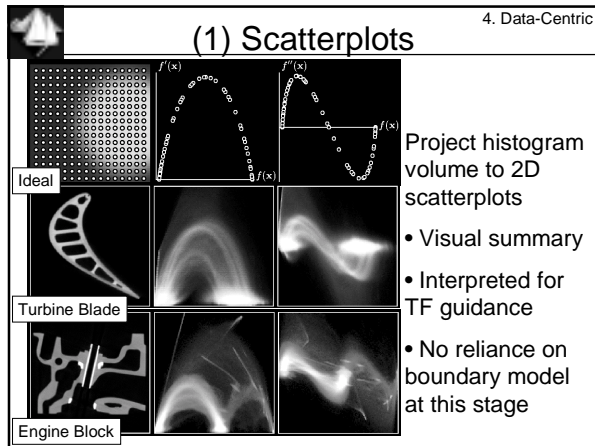 4. Data-Centric
(1) Scatterplots
f′(x)
f(x)
f″(x)
f(x)
Ideal
Turbine Blade
Engine Block
Project histogram
volume to 2D
scatterplots
• Visual summary
• Interpreted for
TF guidance
• No reliance on
boundary model
at this stage